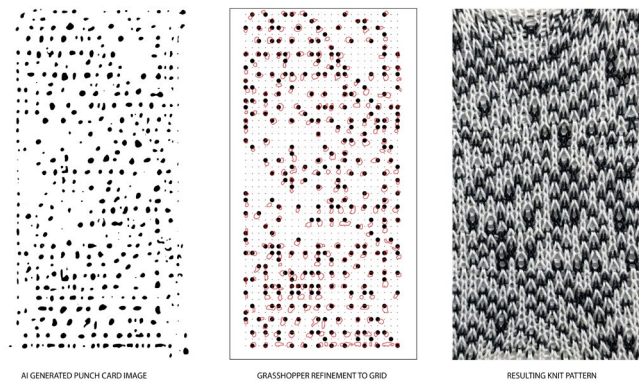 AI GENERATED PUNCH CARD IMAGE
GRASSHOPPER REFINEMENT TO GRID
RESULTING KNIT PATTERN